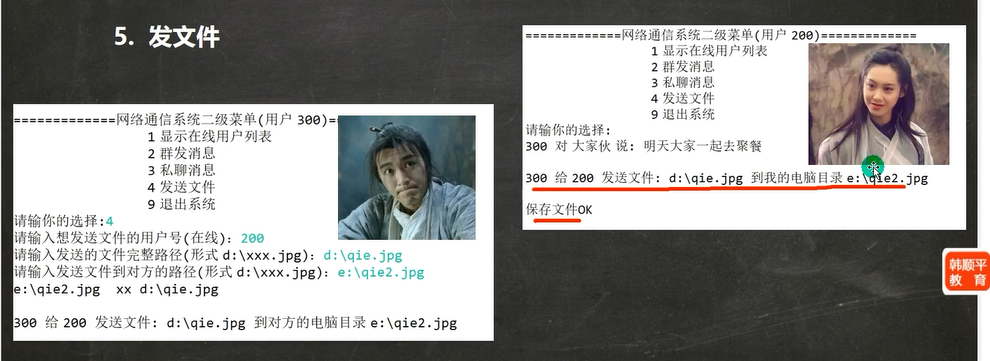 5. 发文件
=============网络通信系统二级菜单(用户300)=
1 显示在线用户列表
2 群发消息
3 私聊消息
4 发送文件
9 退出系统
请输你的选择:4
请输入想发送文件的用户号(在线): 200
请输入发送的文件完整路径(形式 d:\xxx.jpg): d:\qie.jpg
请输入发送文件到对方的路径(形式 d:\xxx.jpg): e:\qie2.jpg
e:\qie2.jpg  xx d:\qie.jpg
300 给 200 发送文件: d:\qie.jpg 到对方的电脑目录 e:\qie2.jpg
=============网络通信系统二级菜单(用户 200)=============
1 显示在线用户列表
2 群发消息
3 私聊消息
4 发送文件
9 退出系统
请输你的选择:
300 对 大家伙 说: 明天大家一起去聚餐
300 给 200 发送文件: d:\qie.jpg 到我的电脑目录 e:\qie2.jpg
保存文件OK
韩顺平
教 育